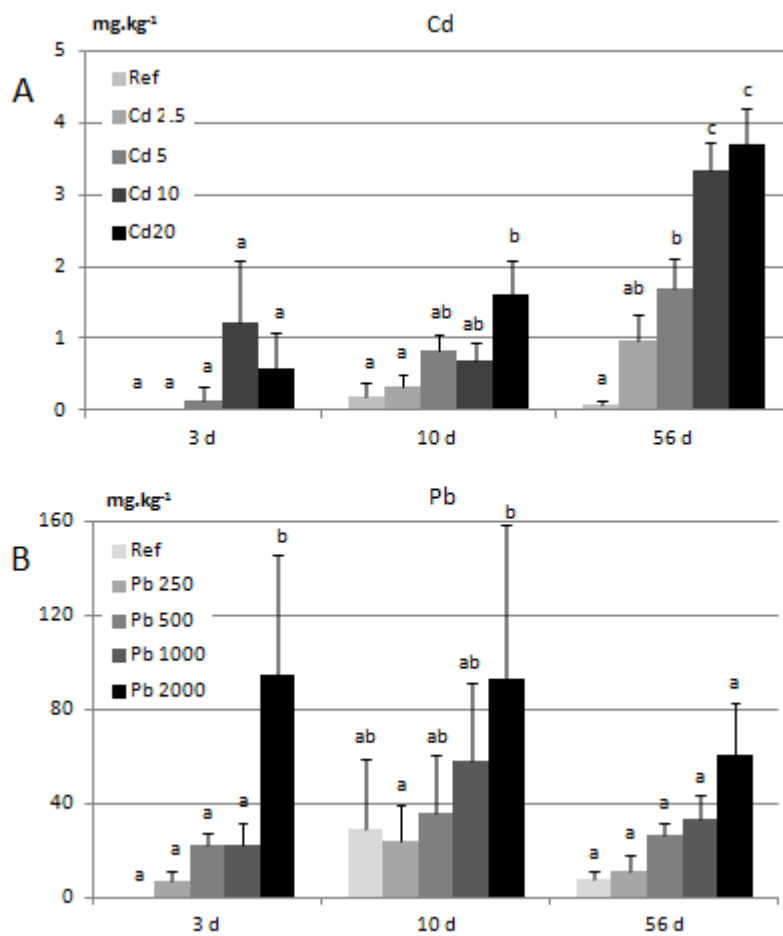 mg.kg⁻¹
Cd
A
5
4
3
2
1
0
Ref
Cd 2.5
Cd 5
Cd 10
Cd20
a a a a a
a a ab ab b
a ab b c c
3 d 10 d 56 d
mg.kg⁻¹
Pb
B
160
120
80
40
0
Ref
Pb 250
Pb 500
Pb 1000
Pb 2000
a a a a b
ab a ab ab b
a a a a a
3 d 10 d 56 d